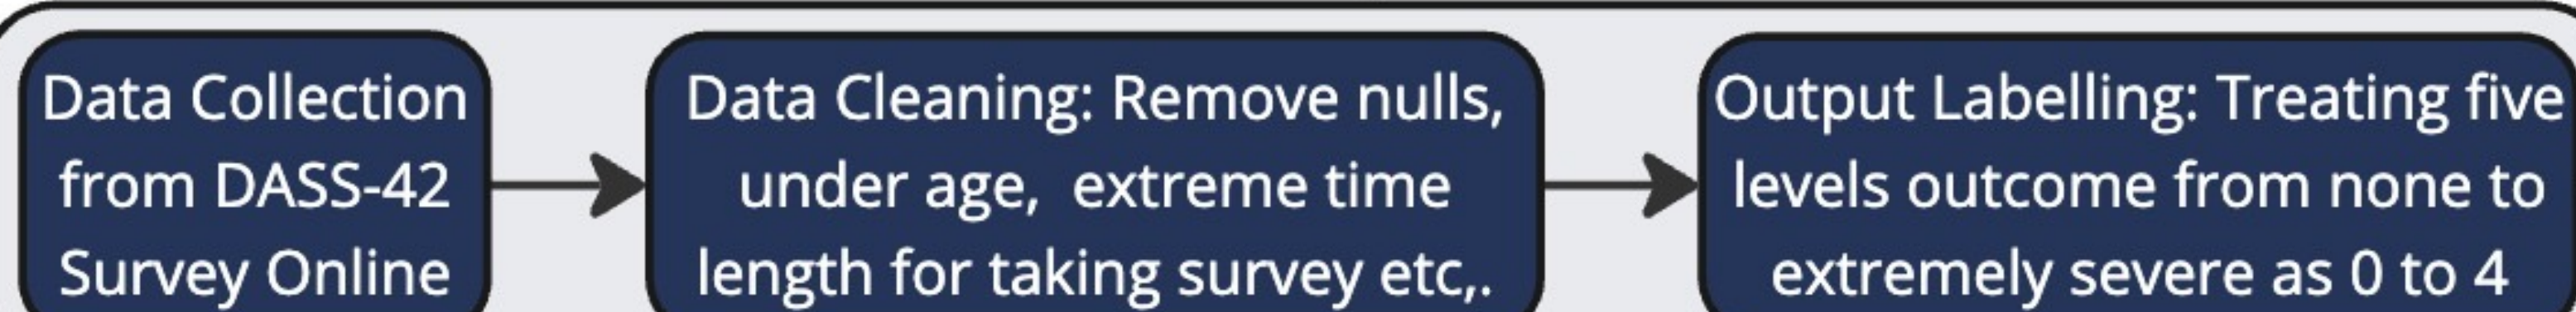 Data Collection
from DASS-42
Survey Online
Data Cleaning: Remove nulls,
under age,  extreme time
length for taking survey etc,.
Output Labelling: Treating five
levels outcome from none to
extremely severe as 0 to 4